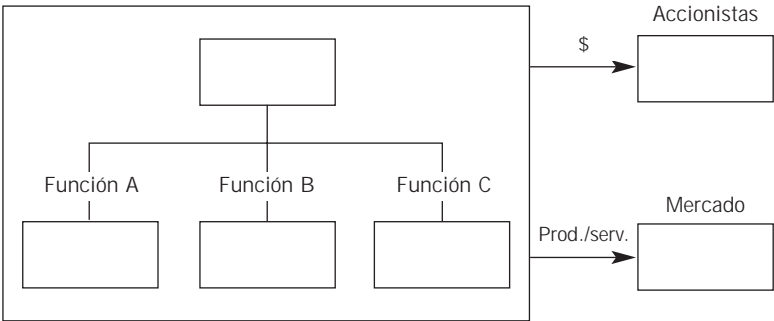 Accionistas
$
Función A
Función B
Función C
Mercado
Prod./serv.